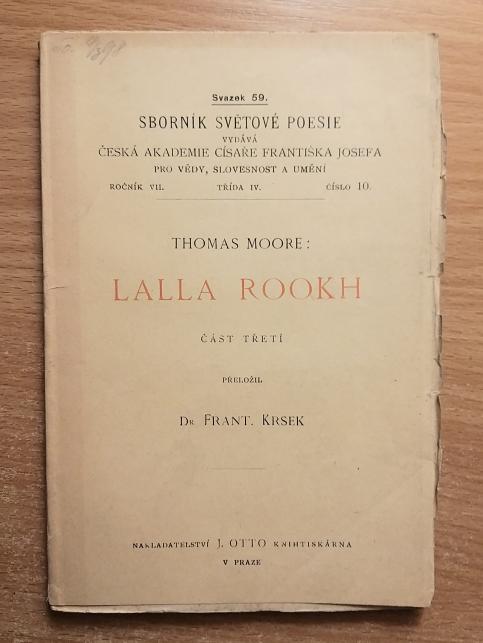 Svazek 59.
SBORNÍK SVĚTOVÉ POESIE
VYDÁVÁ
ČESKÁ AKADEMIE CÍSAŘE FRANTIŠKA JOSEFA
PRO VĚDY, SLOVESNOST A UMĚNÍ
ROČNÍK VII. TŘÍDA IV. ČÍSLO 10.
THOMAS MOORE:
LALLA ROOKH
ČÁST TŘETÍ
PŘELOŽIL
DR. FRANT. KRSEK
NAKLADATELSTVÍ J. OTTO KNIHTISKÁRNA
V PRAZE